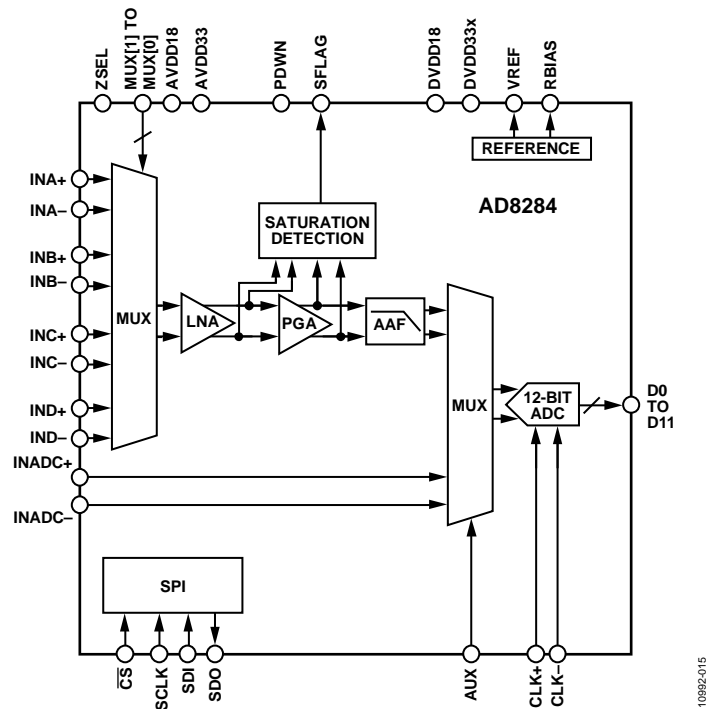 ZSEL
MUX[1] TO
MUX[0]
AVDD18
AVDD33
PDWN
SFLAG
DVDD18
DVDD33x
VREF
RBIAS
REFERENCE
AD8284
INA+
INA–
INB+
INB–
INC+
INC–
IND+
IND–
INADC+
INADC–
MUX
LNA
SATURATION
DETECTION
PGA
AAF
MUX
12-BIT
ADC
D0
TO
D11
SPI
CS
SCLK
SDI
SDO
AUX
CLK+
CLK–
10992-015